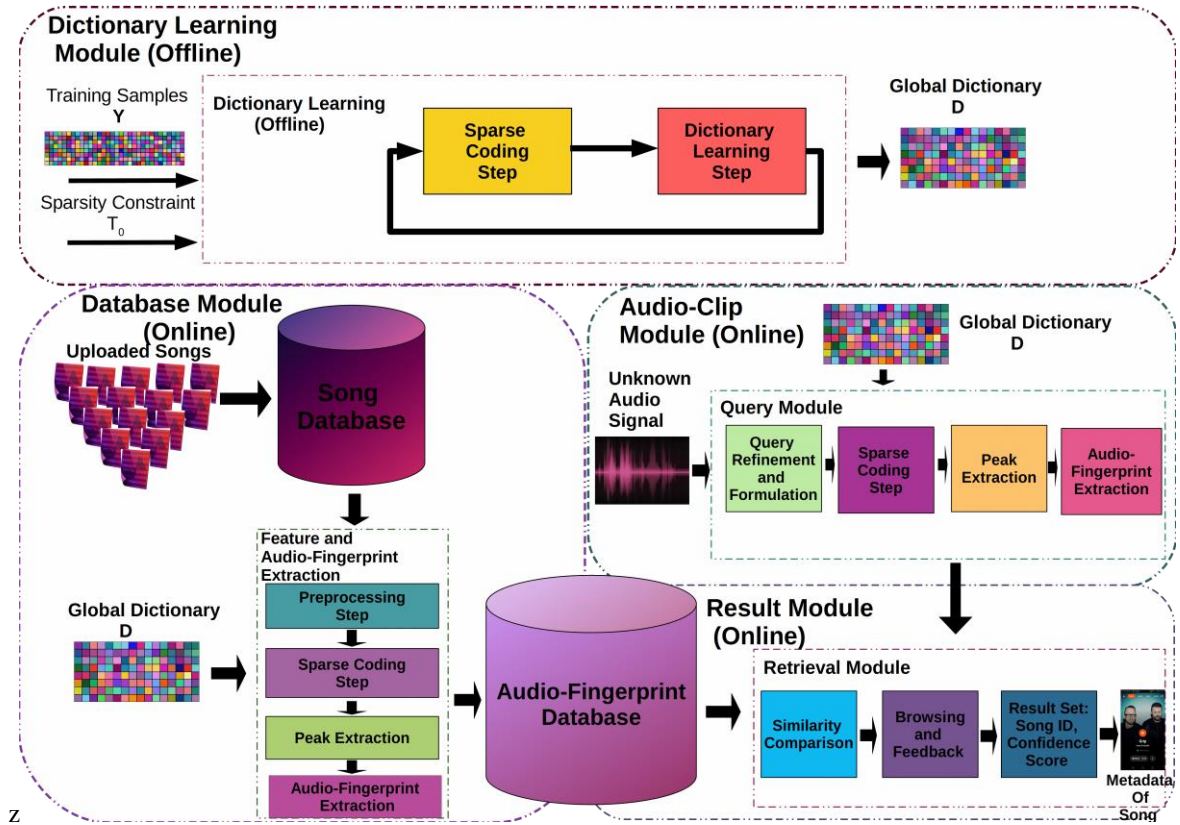 Dictionary Learning
Module (Offline)
Training Samples
Y
Sparsity Constraint
T0
Dictionary Learning
(Offline)
Sparse
Coding
Step
Dictionary
Learning
Step
Global Dictionary
D
Database Module
(Online)
Uploaded Songs
Song
Database
Feature and
Audio-Fingerprint
Extraction
Preprocessing
Step
Sparse Coding
Step
Peak Extraction
Audio-Fingerprint
Extraction
Global Dictionary
D
Audio-Fingerprint
Database
Audio-Clip
Module (Online)
Global Dictionary
D
Unknown
Audio
Signal
Query Module
Query
Refinement
and
Formulation
Sparse
Coding
Step
Peak
Extraction
Audio-
Fingerprint
Extraction
Result Module
(Online)
Retrieval Module
Similarity
Comparison
Browsing
and
Feedback
Result Set:
Song ID,
Confidence
Score
Metadata
Of
Song
z